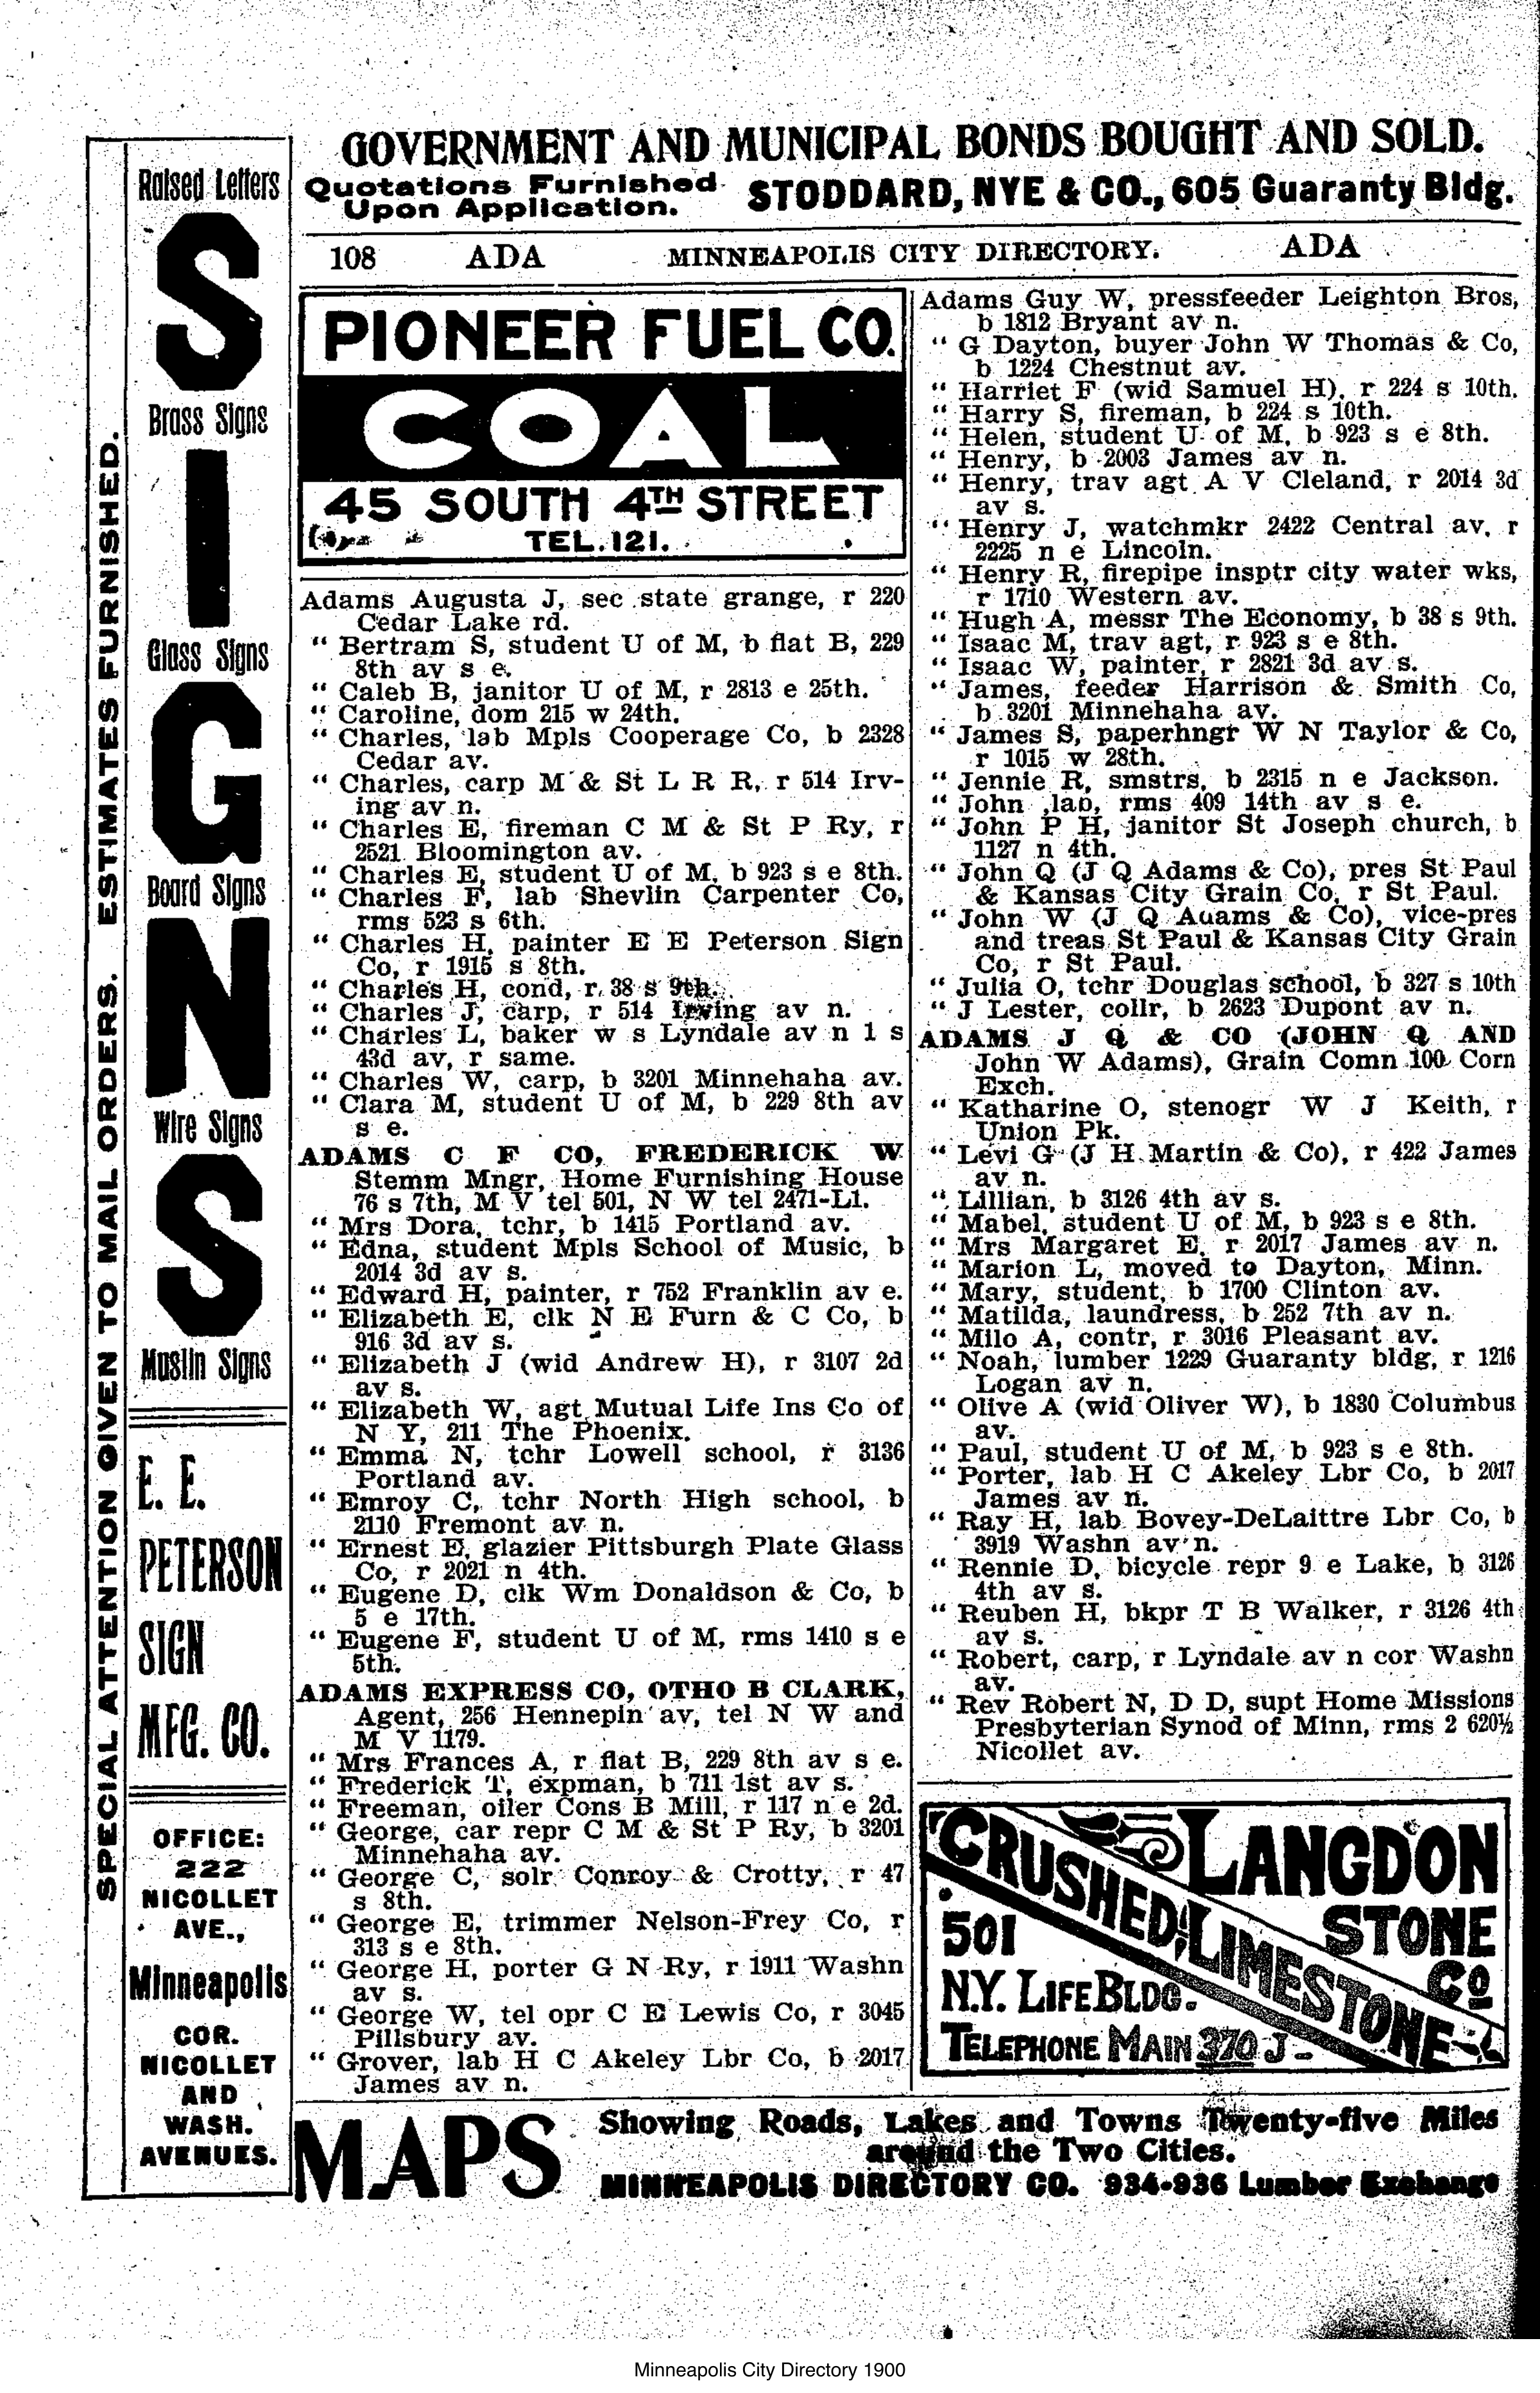 GOVERNMENT AND MUNICIPAL BONDS BOUGHT AND SOLD.
Quotations Furnished
Upon Application.
STODDARD, NYE & CO., 605 Guaranty Bldg.
108 ADA MINNEAPOLIS CITY DIRECTORY. ADA
SPECIAL ATTENTION GIVEN TO MAIL ORDERS. ESTIMATES FURNISHED.
Raised Letters
S
Brass Signs
I
Glass Signs
G
Board Signs
N
Wire Signs
S
Muslin Signs
E. E.
PETERSON
SIGN
MFG. CO.
OFFICE:
222
NICOLLET
AVE.,
Minneapolis
COR.
NICOLLET
AND
WASH.
AVENUES.
PIONEER FUEL CO.
COAL
45 SOUTH 4TH STREET
TEL. 121.
Adams Augusta J, sec state grange, r 220
Cedar Lake rd.
" Bertram S, student U of M, b flat B, 229
8th av s e.
" Caleb B, janitor U of M, r 2813 e 25th.
" Caroline, dom 215 w 24th.
" Charles, lab Mpls Cooperage Co, b 2328
Cedar av.
" Charles, carp M & St L R R, r 514 Irv-
ing av n.
" Charles E, fireman C M & St P Ry, r
2521 Bloomington av.
" Charles E, student U of M, b 923 s e 8th.
" Charles F, lab Shevlin Carpenter Co,
rms 523 s 6th.
" Charles H, painter E E Peterson Sign
Co, r 1915 s 8th.
" Charles H, cond, r 38 s 9th.
" Charles J, carp, r 514 Irving av n.
" Charles L, baker w s Lyndale av n 1 s
43d av, r same.
" Charles W, carp, b 3201 Minnehaha av.
" Clara M, student U of M, b 229 8th av
s e.
ADAMS C F CO, FREDERICK W
Stemm Mngr, Home Furnishing House
76 s 7th, M V tel 501, N W tel 2471-L1.
" Mrs Dora, tchr, b 1415 Portland av.
" Edna, student Mpls School of Music, b
2014 3d av s.
" Edward H, painter, r 752 Franklin av e.
" Elizabeth E, clk N E Furn & C Co, b
916 3d av s.
" Elizabeth J (wid Andrew H), r 3107 2d
av s.
" Elizabeth W, agt Mutual Life Ins Co of
N Y, 211 The Phoenix.
" Emma N, tchr Lowell school, r 3136
Portland av.
" Emroy C, tchr North High school, b
2110 Fremont av n.
" Ernest E, glazier Pittsburgh Plate Glass
Co, r 2021 n 4th.
" Eugene D, clk Wm Donaldson & Co, b
5 e 17th.
" Eugene F, student U of M, rms 1410 s e
5th.
ADAMS EXPRESS CO, OTHO B CLARK,
Agent, 256 Hennepin av, tel N W and
M V 1179.
" Mrs Frances A, r flat B, 229 8th av s e.
" Frederick T, expman, b 711 1st av s.
" Freeman, oiler Cons B Mill, r 117 n e 2d.
" George, car repr C M & St P Ry, b 3201
Minnehaha av.
" George C, solr Conroy & Crotty, r 47
s 8th.
" George E, trimmer Nelson-Frey Co, r
313 s e 8th.
" George H, porter G N Ry, r 1911 Washn
av s.
" George W, tel opr C E Lewis Co, r 3045
Pillsbury av.
" Grover, lab H C Akeley Lbr Co, b 2017
James av n.
Adams Guy W, pressfeeder Leighton Bros,
b 1812 Bryant av n.
" G Dayton, buyer John W Thomas & Co,
b 1224 Chestnut av.
" Harriet F (wid Samuel H), r 224 s 10th.
" Harry S, fireman, b 224 s 10th.
" Helen, student U of M, b 923 s e 8th.
" Henry, b 2003 James av n.
" Henry, trav agt A V Cleland, r 2014 3d
av s.
" Henry J, watchmkr 2422 Central av, r
2225 n e Lincoln.
" Henry R, firepipe insptr city water wks,
r 1710 Western av.
" Hugh A, messr The Economy, b 38 s 9th.
" Isaac M, trav agt, r 923 s e 8th.
" Isaac W, painter, r 2821 3d av s.
" James, feeder Harrison & Smith Co,
b 3201 Minnehaha av.
" James S, paperhngr W N Taylor & Co,
r 1015 w 28th.
" Jennie R, smstrs, b 2315 n e Jackson.
" John ,lab, rms 409 14th av s e.
" John P H, janitor St Joseph church, b
1127 n 4th.
" John Q (J Q Adams & Co), pres St Paul
& Kansas City Grain Co, r St Paul.
" John W (J Q Adams & Co), vice-pres
and treas St Paul & Kansas City Grain
Co, r St Paul.
" Julia O, tchr Douglas school, b 327 s 10th
" J Lester, collr, b 2623 Dupont av n.
ADAMS J Q & CO (JOHN Q AND
John W Adams), Grain Comn 100 Corn
Exch.
" Katharine O, stenogr W J Keith, r
Union Pk.
" Levi G (J H Martin & Co), r 422 James
av n.
" Lillian, b 3126 4th av s.
" Mabel, student U of M, b 923 s e 8th.
" Mrs Margaret E, r 2017 James av n.
" Marion L, moved to Dayton, Minn.
" Mary, student, b 1700 Clinton av.
" Matilda, laundress, b 252 7th av n.
" Milo A, contr, r 3016 Pleasant av.
" Noah, lumber 1229 Guaranty bldg, r 1216
Logan av n.
" Olive A (wid Oliver W), b 1830 Columbus
av.
" Paul, student U of M, b 923 s e 8th.
" Porter, lab H C Akeley Lbr Co, b 2017
James av n.
" Ray H, lab Bovey-DeLaittre Lbr Co, b
3919 Washn av n.
" Rennie D, bicycle repr 9 e Lake, b 3126
4th av s.
" Reuben H, bkpr T B Walker, r 3126 4th
av s.
" Robert, carp, r Lyndale av n cor Washn
av.
" Rev Robert N, D D, supt Home Missions
Presbyterian Synod of Minn, rms 2 620½
Nicollet av.
LANGDON
STONE
CO
CRUSHED LIMESTONE
501
N.Y. LIFE BLDG.
TELEPHONE MAIN 370 J-
MAPS
Showing Roads, Lakes and Towns Twenty-five Miles
around the Two Cities.
MINNEAPOLIS DIRECTORY CO. 934-936 Lumber Exchange
Minneapolis City Directory 1900